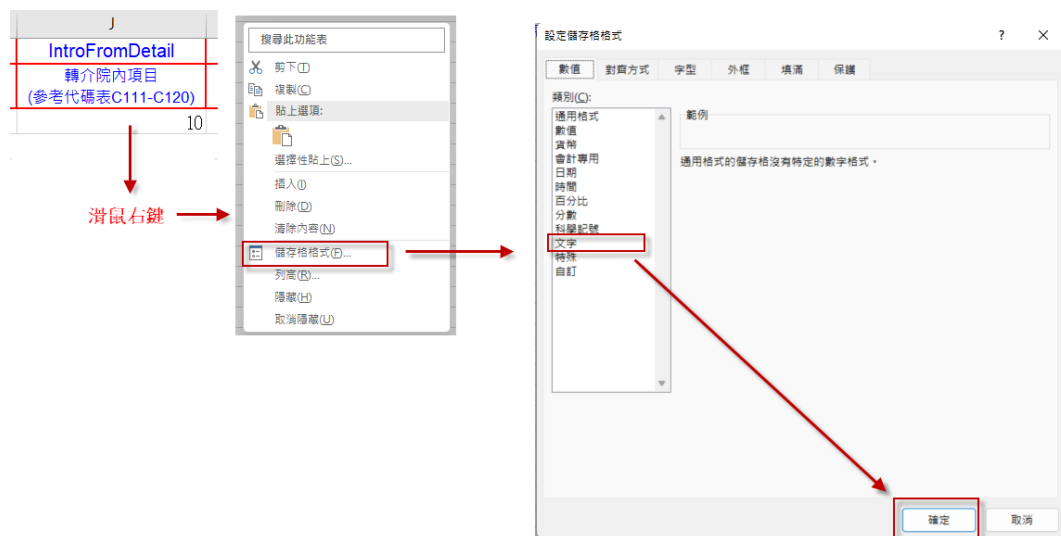 J
IntroFromDetail
轉介院內項目
(參考代碼表C111-C120)
10
滑鼠右鍵
搜尋此功能表
剪下(T)
複製(C)
貼上選項:
選擇性貼上(S)...
插入(I)
刪除(D)
清除內容(N)
儲存格格式(F)...
列高(R)...
隱藏(H)
取消隱藏(U)
設定儲存格格式
? ×
數值 對齊方式 字型 外框 填滿 保護
類別(C):
通用格式
數值
貨幣
會計專用
日期
時間
百分比
分數
科學記號
文字
特殊
自訂
範例
通用格式的儲存格沒有特定的數字格式。
確定 取消